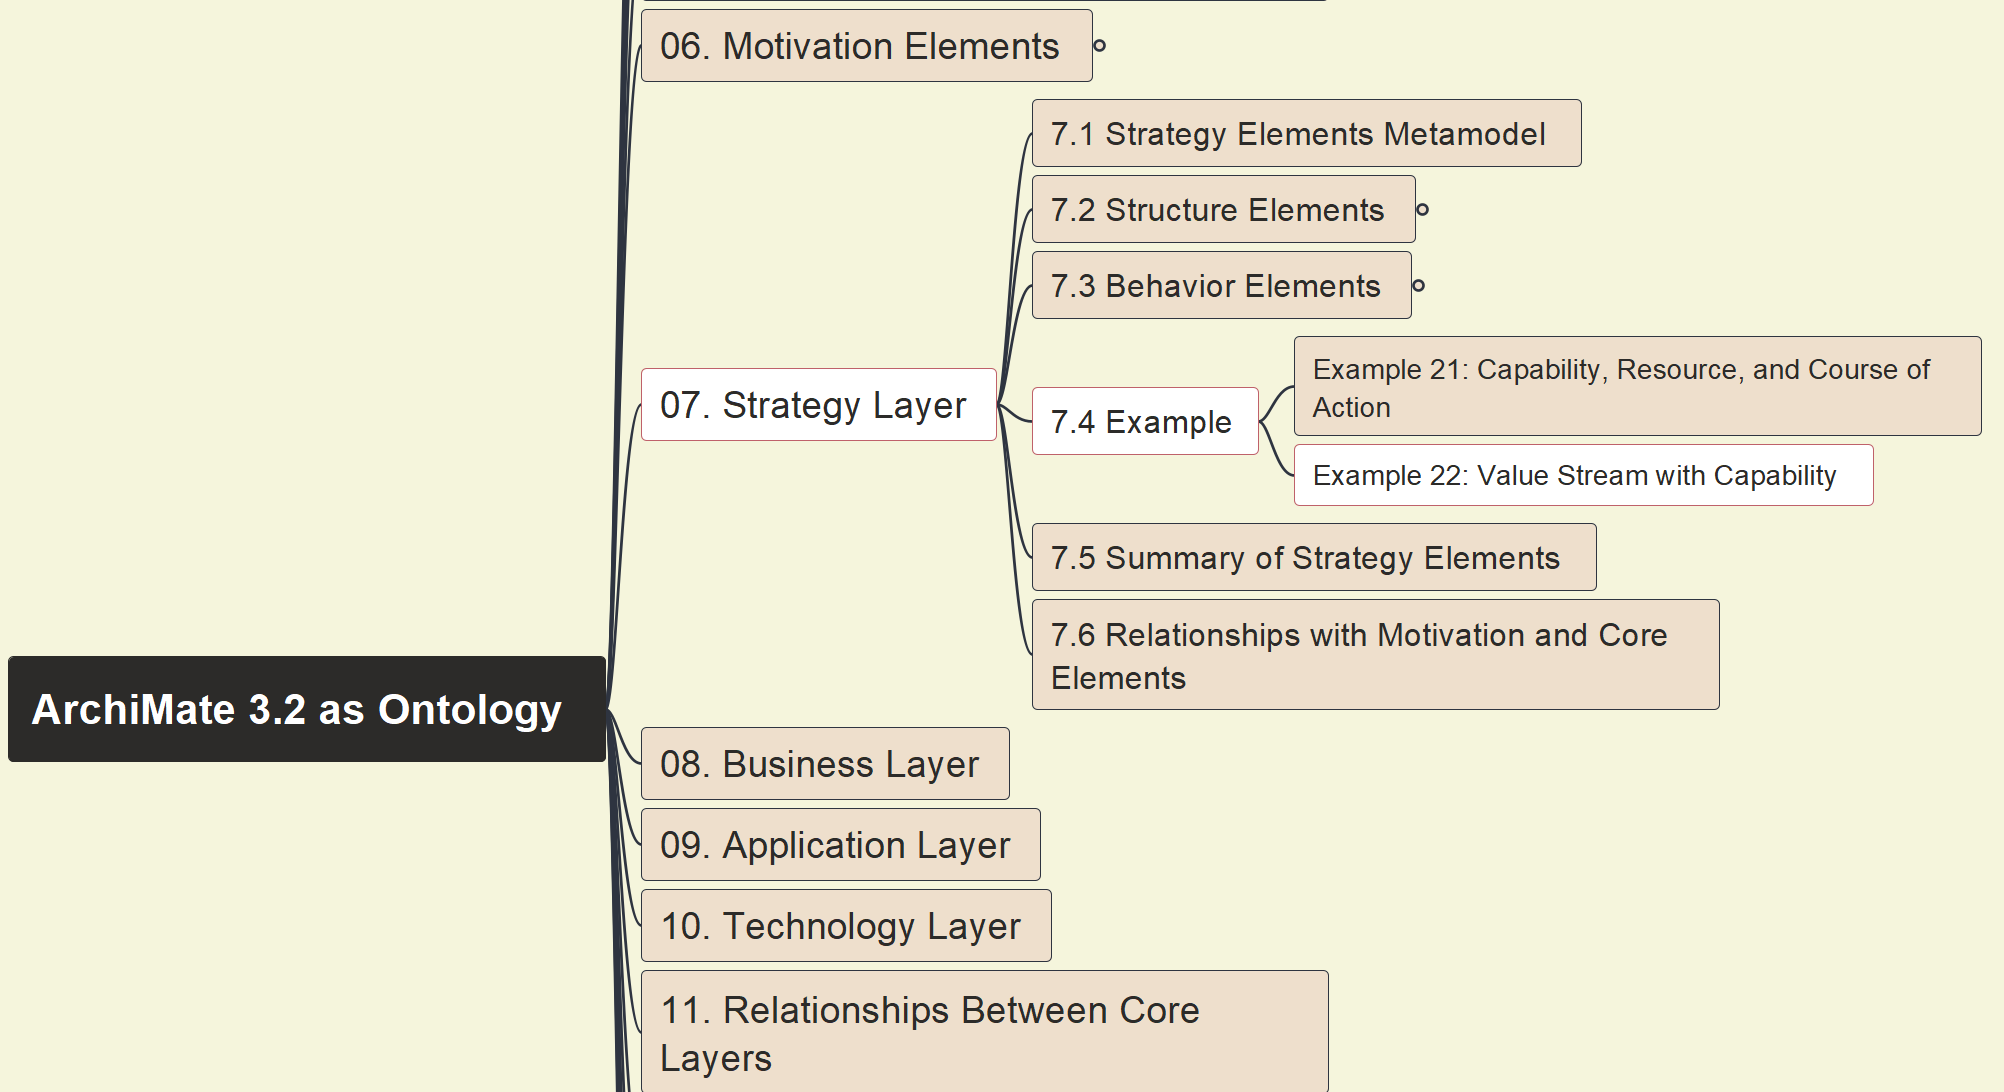 06. Motivation Elements
7.1 Strategy Elements Metamodel
7.2 Structure Elements
7.3 Behavior Elements
07. Strategy Layer
7.4 Example
Example 21: Capability, Resource, and Course of
Action
Example 22: Value Stream with Capability
7.5 Summary of Strategy Elements
7.6 Relationships with Motivation and Core
Elements
ArchiMate 3.2 as Ontology
08. Business Layer
09. Application Layer
10. Technology Layer
11. Relationships Between Core
Layers